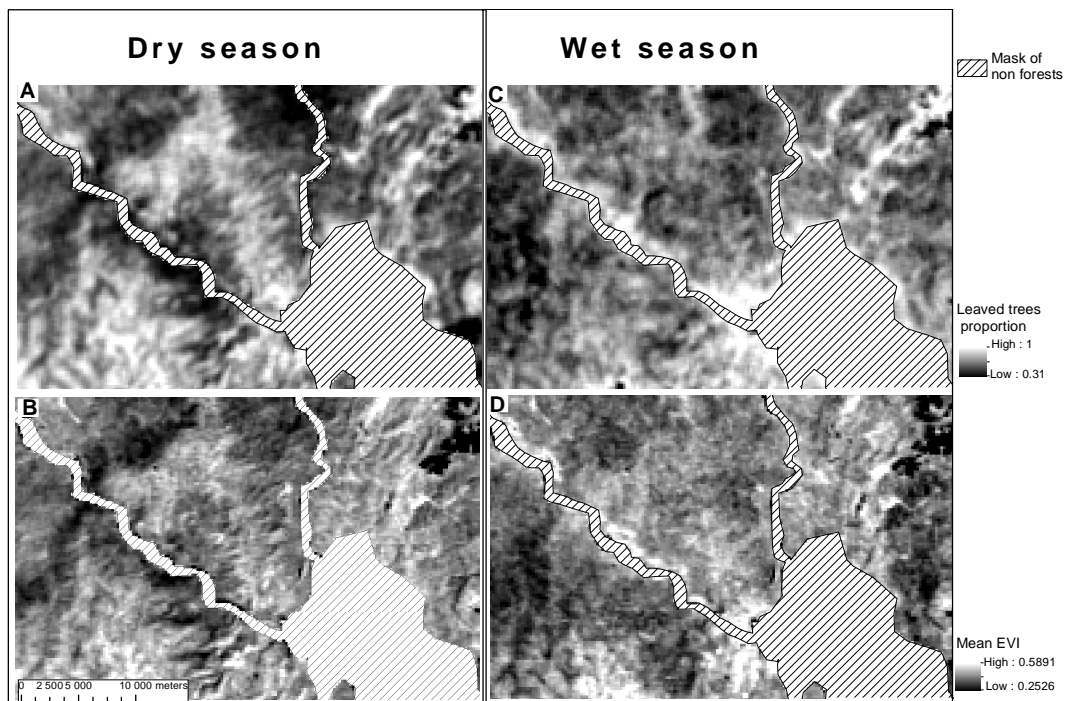 Dry season
Wet season
Mask of
non forests
A
C
Leaved trees
proportion
High : 1
Low : 0.31
B
D
Mean EVI
High : 0.5891
Low : 0.2526
0 2 500 5 000 10 000 meters